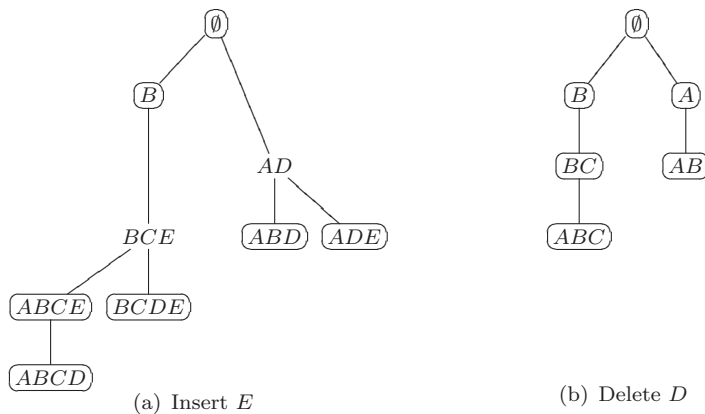 ∅ ∅
B B A
AD BC AB
BCE ABD ADE ABC
ABCE BCDE
ABCD
(a) Insert E (b) Delete D